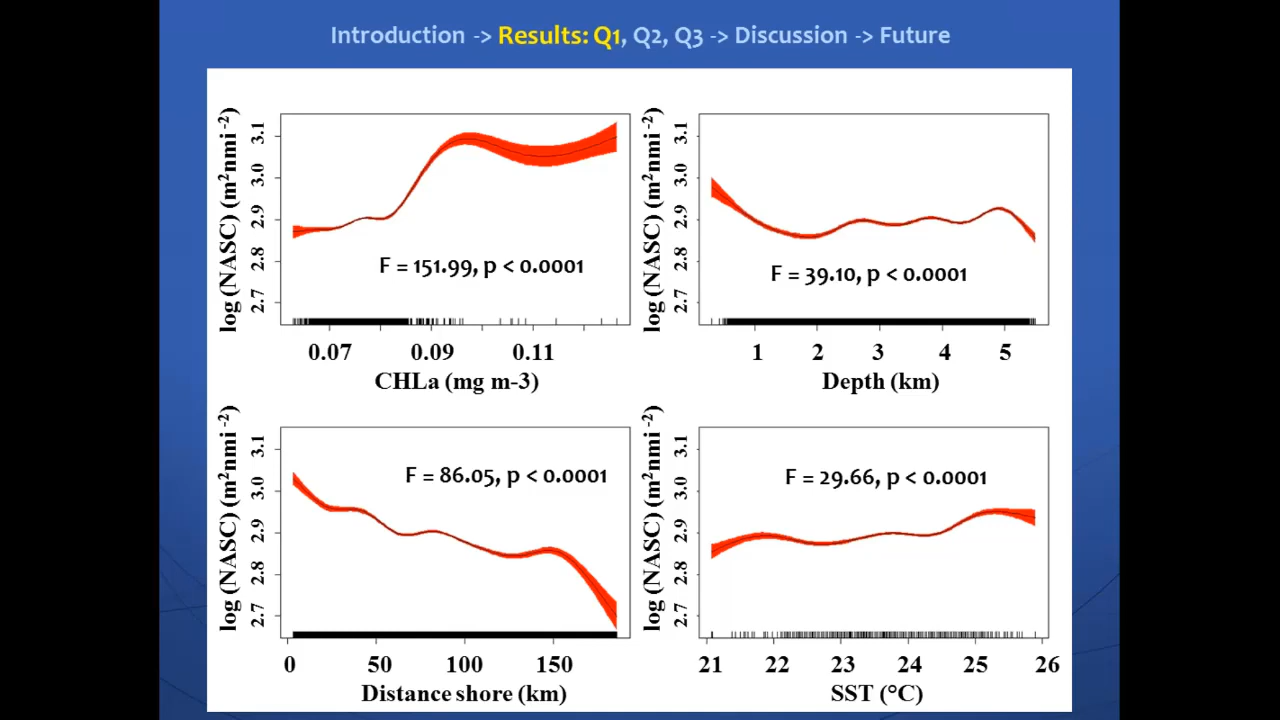 Introduction -> Results: Q1, Q2, Q3 -> Discussion -> Future
log (NASC) (m²nmi⁻²)
3.1
3.0
2.9
2.8
2.7
F = 151.99, p < 0.0001
0.07 0.09 0.11
CHLa (mg m-3)
log (NASC) (m²nmi⁻²)
3.1
3.0
2.9
2.8
2.7
F = 39.10, p < 0.0001
1 2 3 4 5
Depth (km)
log (NASC) (m²nmi⁻²)
3.1
3.0
2.9
2.8
2.7
F = 86.05, p < 0.0001
0 50 100 150
Distance shore (km)
log (NASC) (m²nmi⁻²)
3.1
3.0
2.9
2.8
2.7
F = 29.66, p < 0.0001
21 22 23 24 25 26
SST (°C)